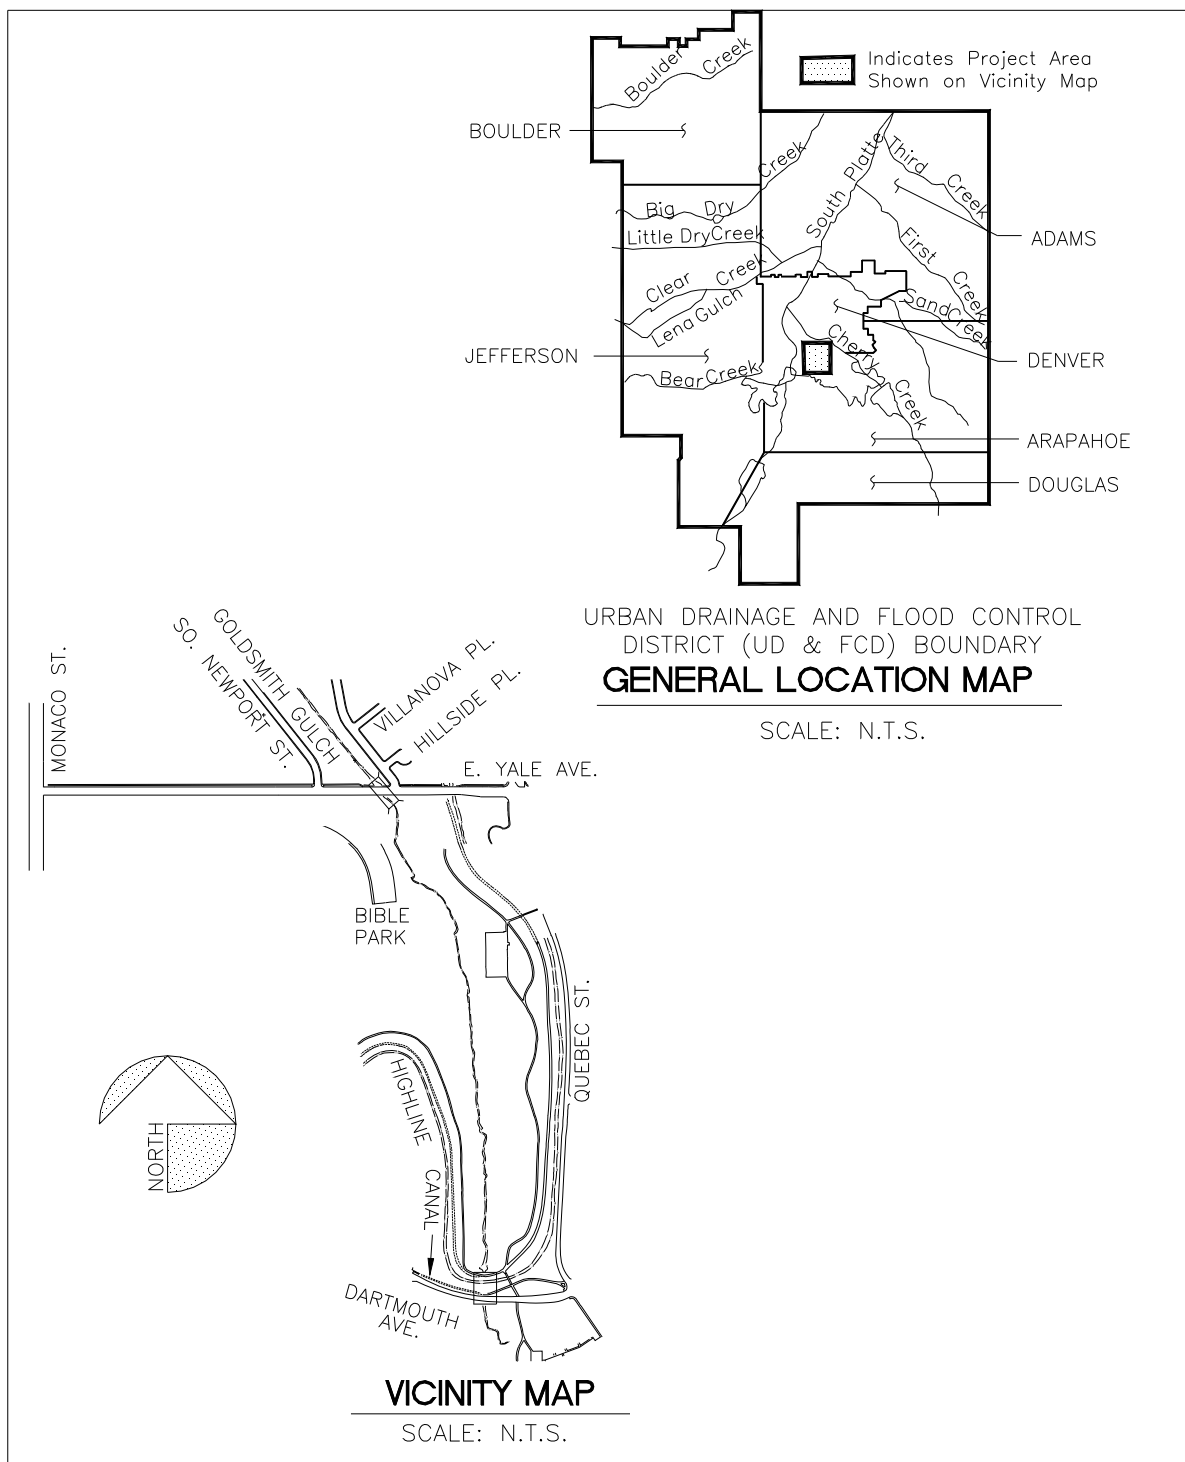 Indicates Project Area
Shown on Vicinity Map
Boulder Creek
BOULDER
Big Dry Creek
South Platte
Third Creek
ADAMS
Little Dry Creek
First Creek
Clear Creek
Lena Gulch
Sand Creek
JEFFERSON
DENVER
Cherry Creek
Bear Creek
ARAPAHOE
DOUGLAS
URBAN DRAINAGE AND FLOOD CONTROL
DISTRICT (UD & FCD) BOUNDARY
GENERAL LOCATION MAP
SCALE: N.T.S.
MONACO ST.
SO. NEWPORT ST.
GOLDSMITH GULCH
VILLANOVA PL.
HILLSIDE PL.
E. YALE AVE.
BIBLE
PARK
QUEBEC ST.
HIGHLINE CANAL
NORTH
DARTMOUTH
AVE.
VICINITY MAP
SCALE: N.T.S.